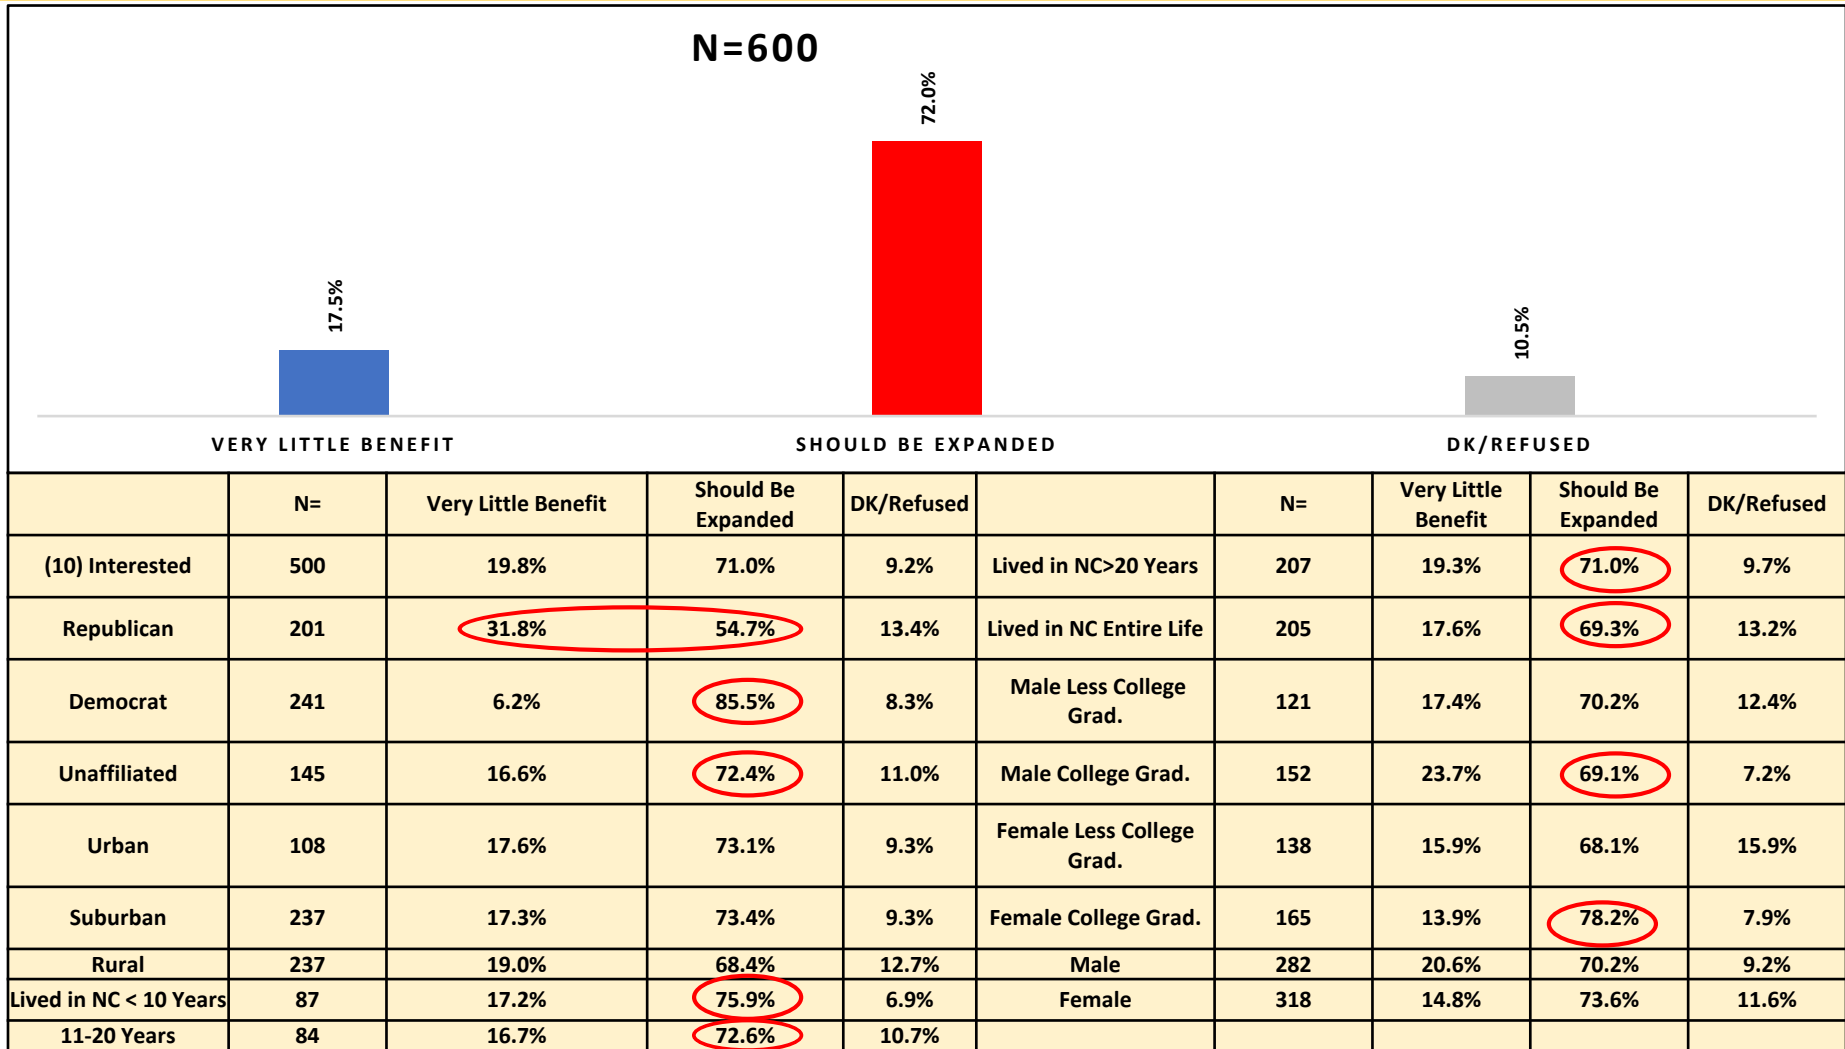 N=600
17.5%
72.0%
10.5%
VERY LITTLE BENEFIT SHOULD BE EXPANDED DK/REFUSED
N= Very Little Benefit Should Be Expanded DK/Refused N= Very Little Benefit Should Be Expanded DK/Refused
(10) Interested 500 19.8% 71.0% 9.2% Lived in NC>20 Years 207 19.3% 71.0% 9.7%
Republican 201 31.8% 54.7% 13.4% Lived in NC Entire Life 205 17.6% 69.3% 13.2%
Democrat 241 6.2% 85.5% 8.3% Male Less College Grad. 121 17.4% 70.2% 12.4%
Unaffiliated 145 16.6% 72.4% 11.0% Male College Grad. 152 23.7% 69.1% 7.2%
Urban 108 17.6% 73.1% 9.3% Female Less College Grad. 138 15.9% 68.1% 15.9%
Suburban 237 17.3% 73.4% 9.3% Female College Grad. 165 13.9% 78.2% 7.9%
Rural 237 19.0% 68.4% 12.7% Male 282 20.6% 70.2% 9.2%
Lived in NC < 10 Years 87 17.2% 75.9% 6.9% Female 318 14.8% 73.6% 11.6%
11-20 Years 84 16.7% 72.6% 10.7%